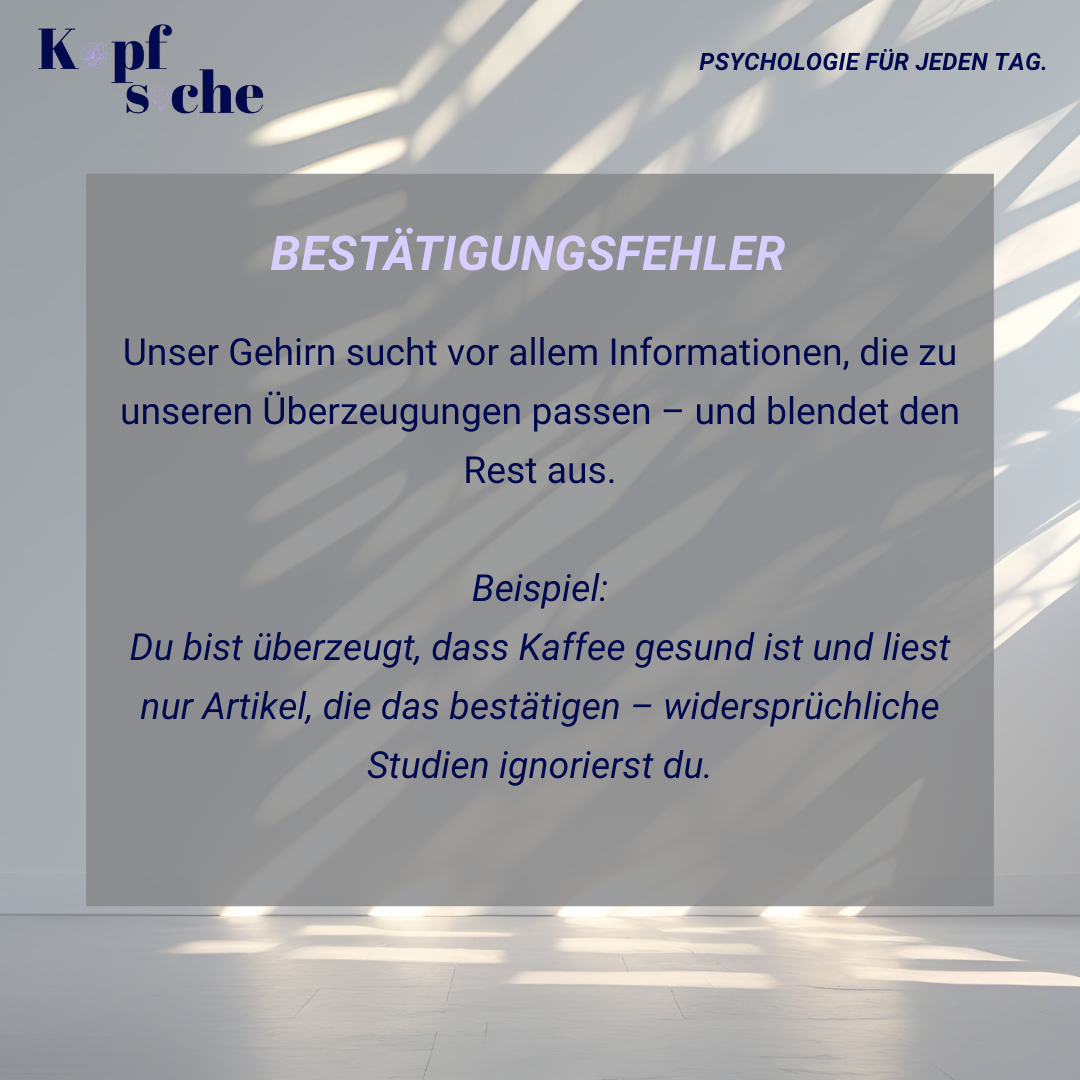 Kopf
sache
PSYCHOLOGIE FÜR JEDEN TAG.
BESTÄTIGUNGSFEHLER
Unser Gehirn sucht vor allem Informationen, die zu
unseren Überzeugungen passen – und blendet den
Rest aus.
Beispiel:
Du bist überzeugt, dass Kaffee gesund ist und liest
nur Artikel, die das bestätigen – widersprüchliche
Studien ignorierst du.